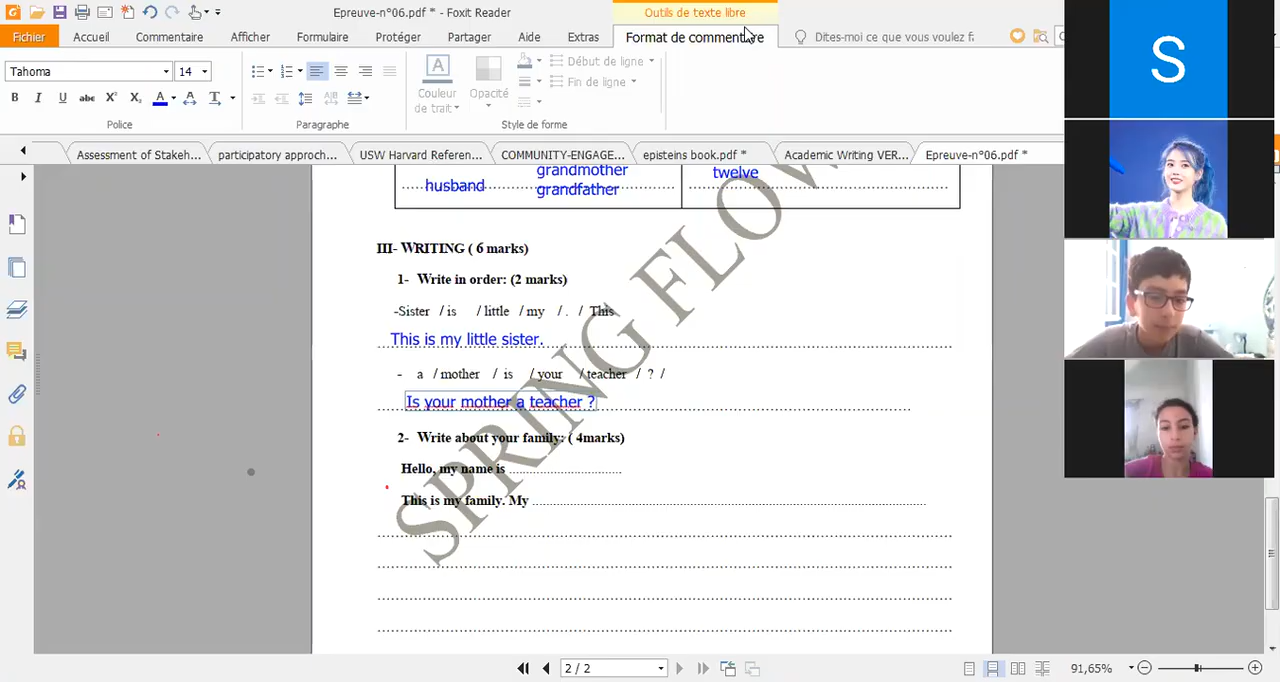 Epreuve-n°06.pdf * - Foxit Reader
Outils de texte libre
Fichier Accueil Commentaire Afficher Formulaire Protéger Partager Aide Extras Format de commentaire Dites-moi ce que vous voulez fa
Tahoma 14
Couleur de trait
Opacité
Début de ligne
Fin de ligne
Police Paragraphe Style de forme
Assessment of Stakeh... participatory approch... USW Harvard Referen... COMMUNITY-ENGAGE... episteins book.pdf * Academic Writing VER... Epreuve-n°06.pdf *
grandmother twelve
husband grandfather
III- WRITING ( 6 marks)
1- Write in order: (2 marks)
-Sister / is / little / my / . / This
This is my little sister.
- a / mother / is / your / teacher / ? /
Is your mother a teacher ?
2- Write about your family: ( 4marks)
Hello, my name is
This is my family. My
SPRING FLOW
S
2 / 2 91,65%